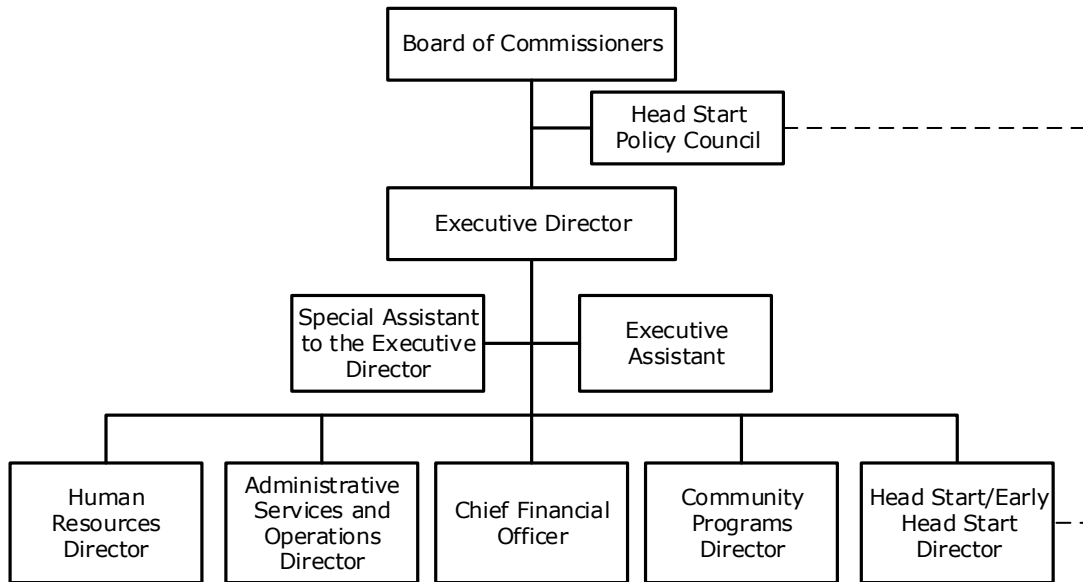 Board of Commissioners
Head Start
Policy Council
Executive Director
Special Assistant
to the Executive
Director
Executive
Assistant
Human
Resources
Director
Administrative
Services and
Operations
Director
Chief Financial
Officer
Community
Programs
Director
Head Start/Early
Head Start
Director